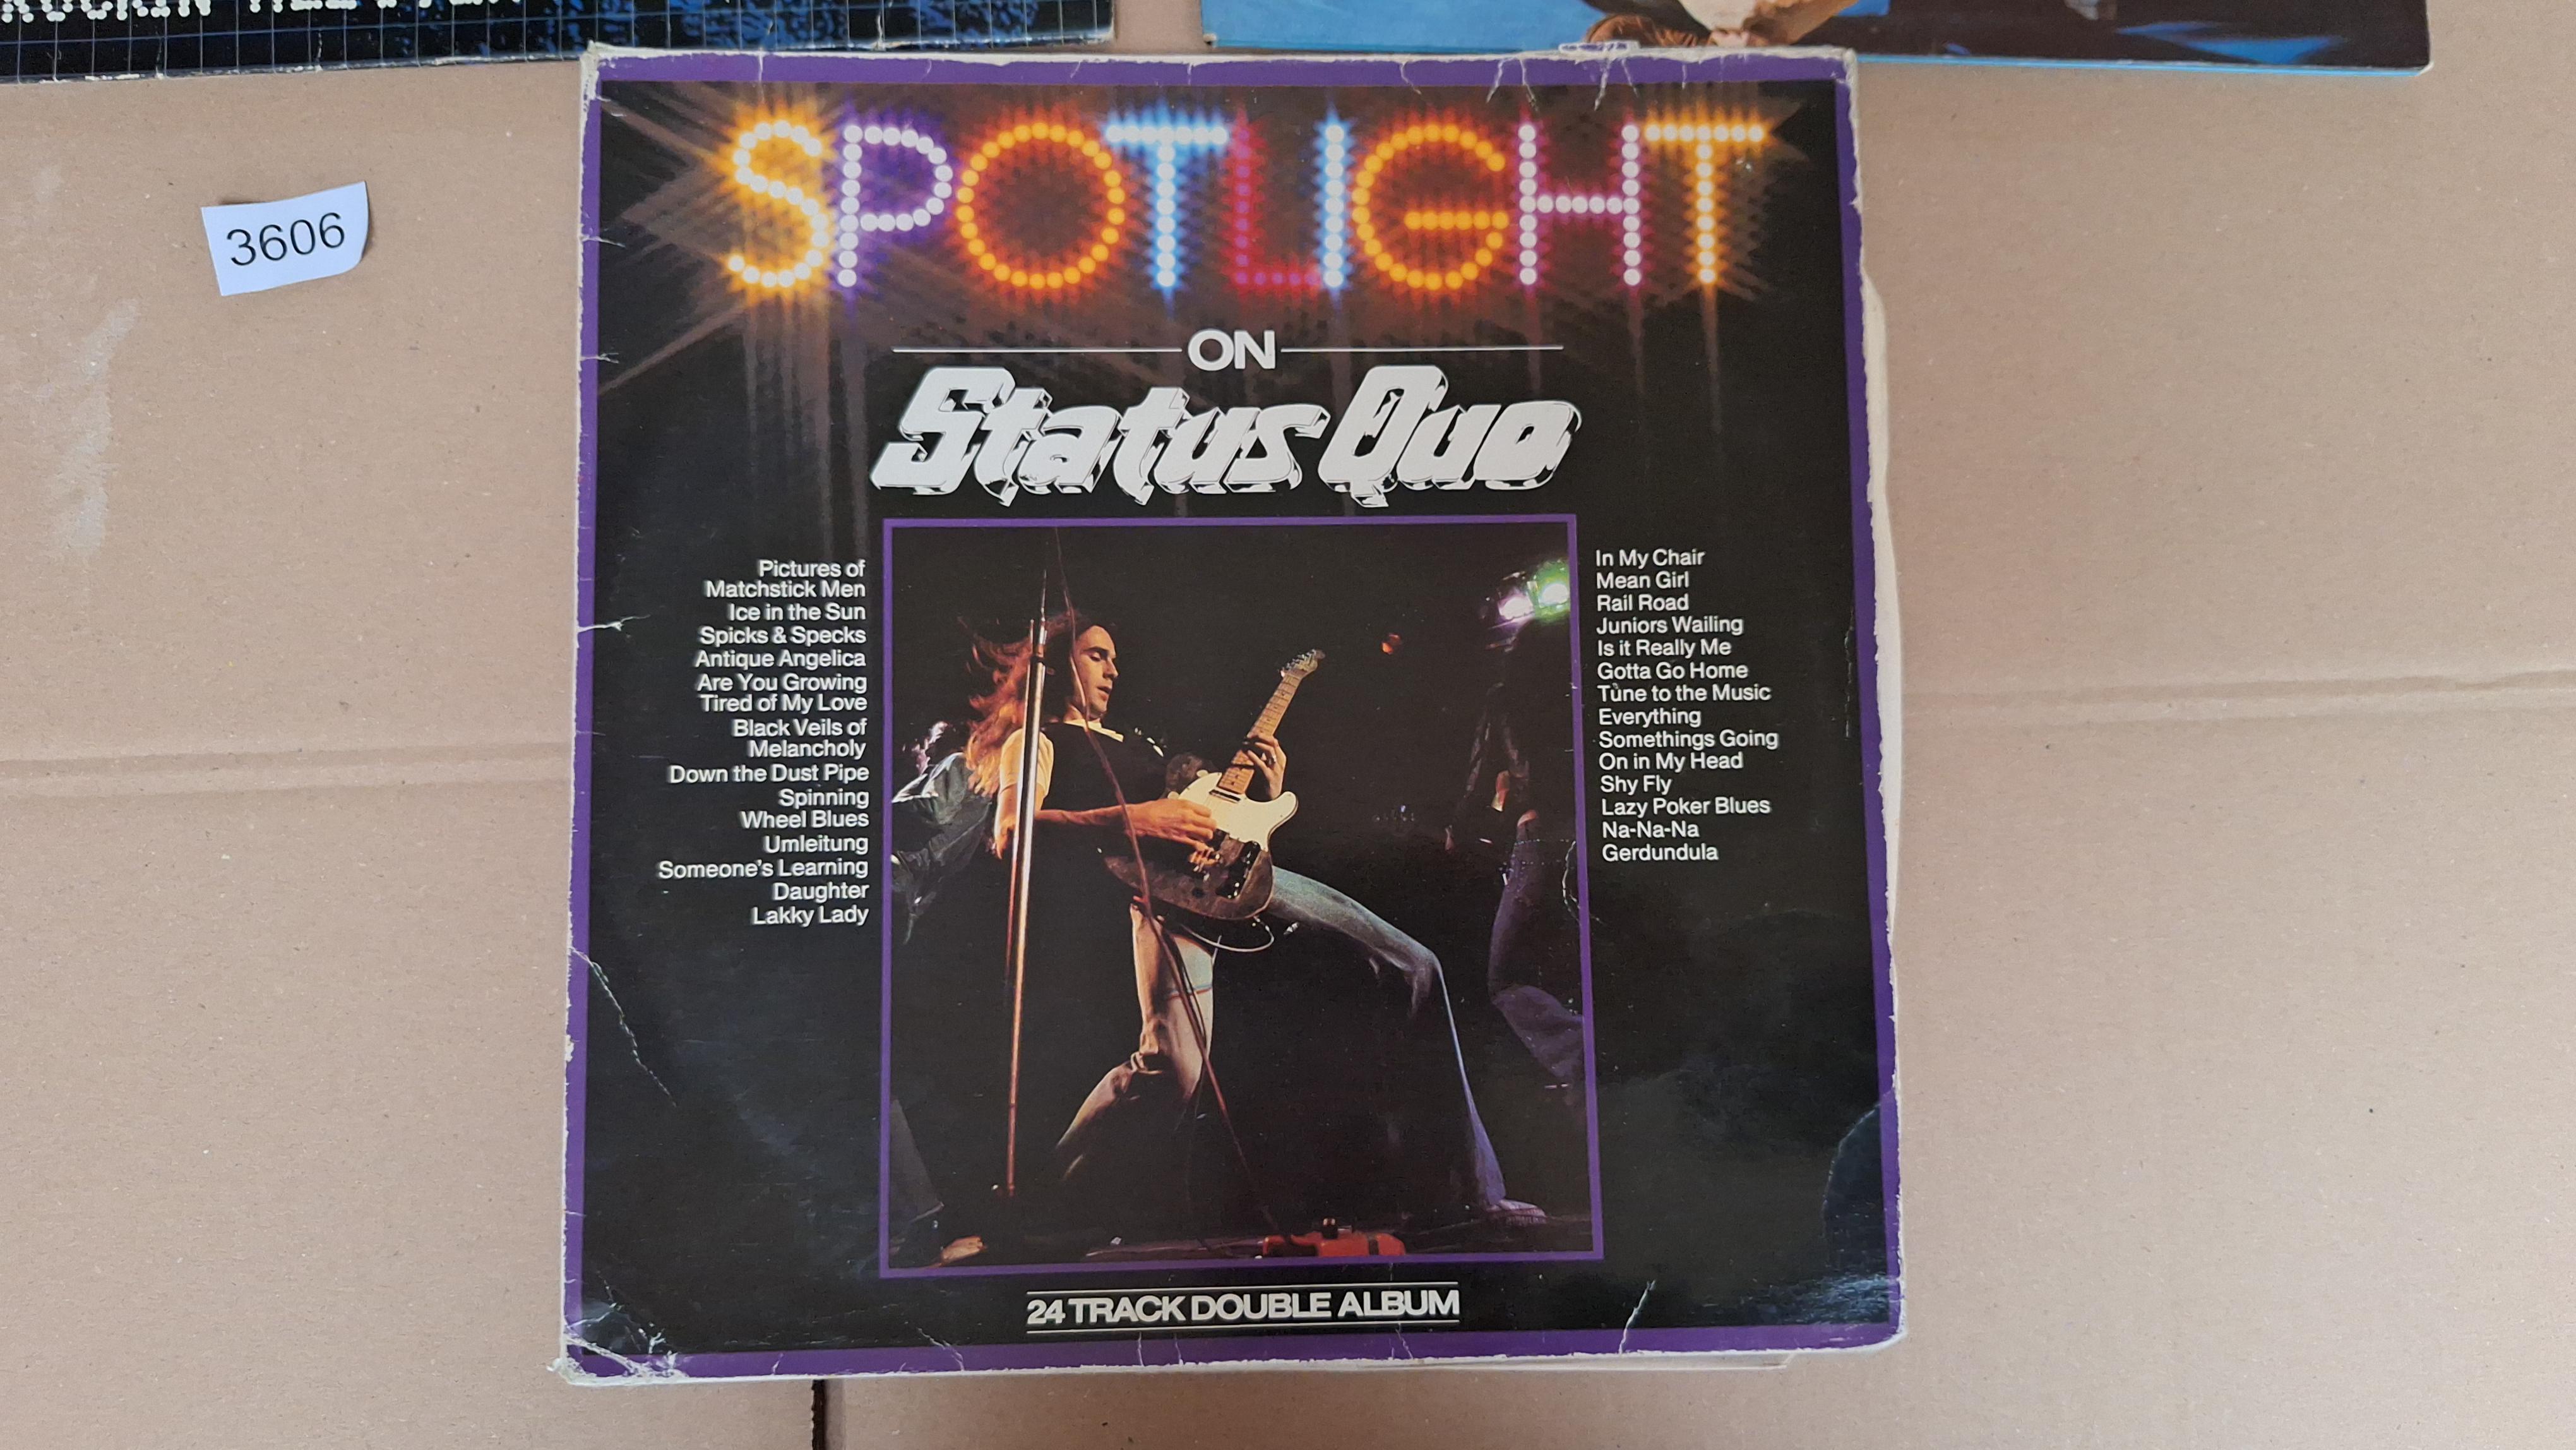 3606
SPOTLIGHT
ON
Status Quo
Pictures of
Matchstick Men
Ice in the Sun
Spicks & Specks
Antique Angelica
Are You Growing
Tired of My Love
Black Veils of
Melancholy
Down the Dust Pipe
Spinning
Wheel Blues
Umleitung
Someone's Learning
Daughter
Lakky Lady
In My Chair
Mean Girl
Rail Road
Juniors Wailing
Is it Really Me
Gotta Go Home
Tune to the Music
Everything
Somethings Going
On in My Head
Shy Fly
Lazy Poker Blues
Na-Na-Na
Gerdundula
24 TRACK DOUBLE ALBUM